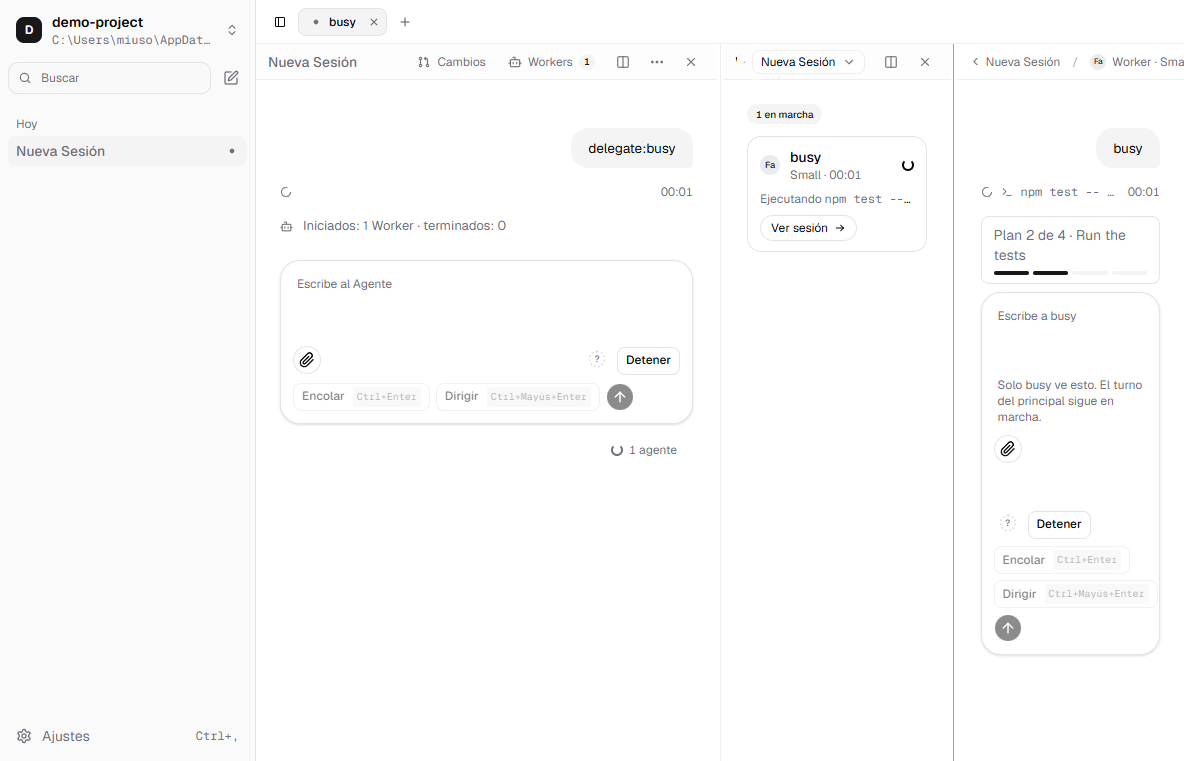 D
demo-project
C:\Users\miuso\AppDat…
Buscar
Hoy
Nueva Sesión
Ajustes
Ctrl+,
busy
Nueva Sesión
Cambios
Workers
1
delegate:busy
00:01
Iniciados: 1 Worker · terminados: 0
Escribe al Agente
?
Detener
Encolar Ctrl+Enter
Dirigir Ctrl+Mayús+Enter
1 agente
Nueva Sesión
1 en marcha
Fa
busy
Small · 00:01
Ejecutando npm test --…
Ver sesión
Nueva Sesión / Fa Worker · Sma
busy
npm test -- …
00:01
Plan 2 de 4 · Run the
tests
Escribe a busy
Solo busy ve esto. El turno
del principal sigue en
marcha.
?
Detener
Encolar Ctrl+Enter
Dirigir Ctrl+Mayús+Enter